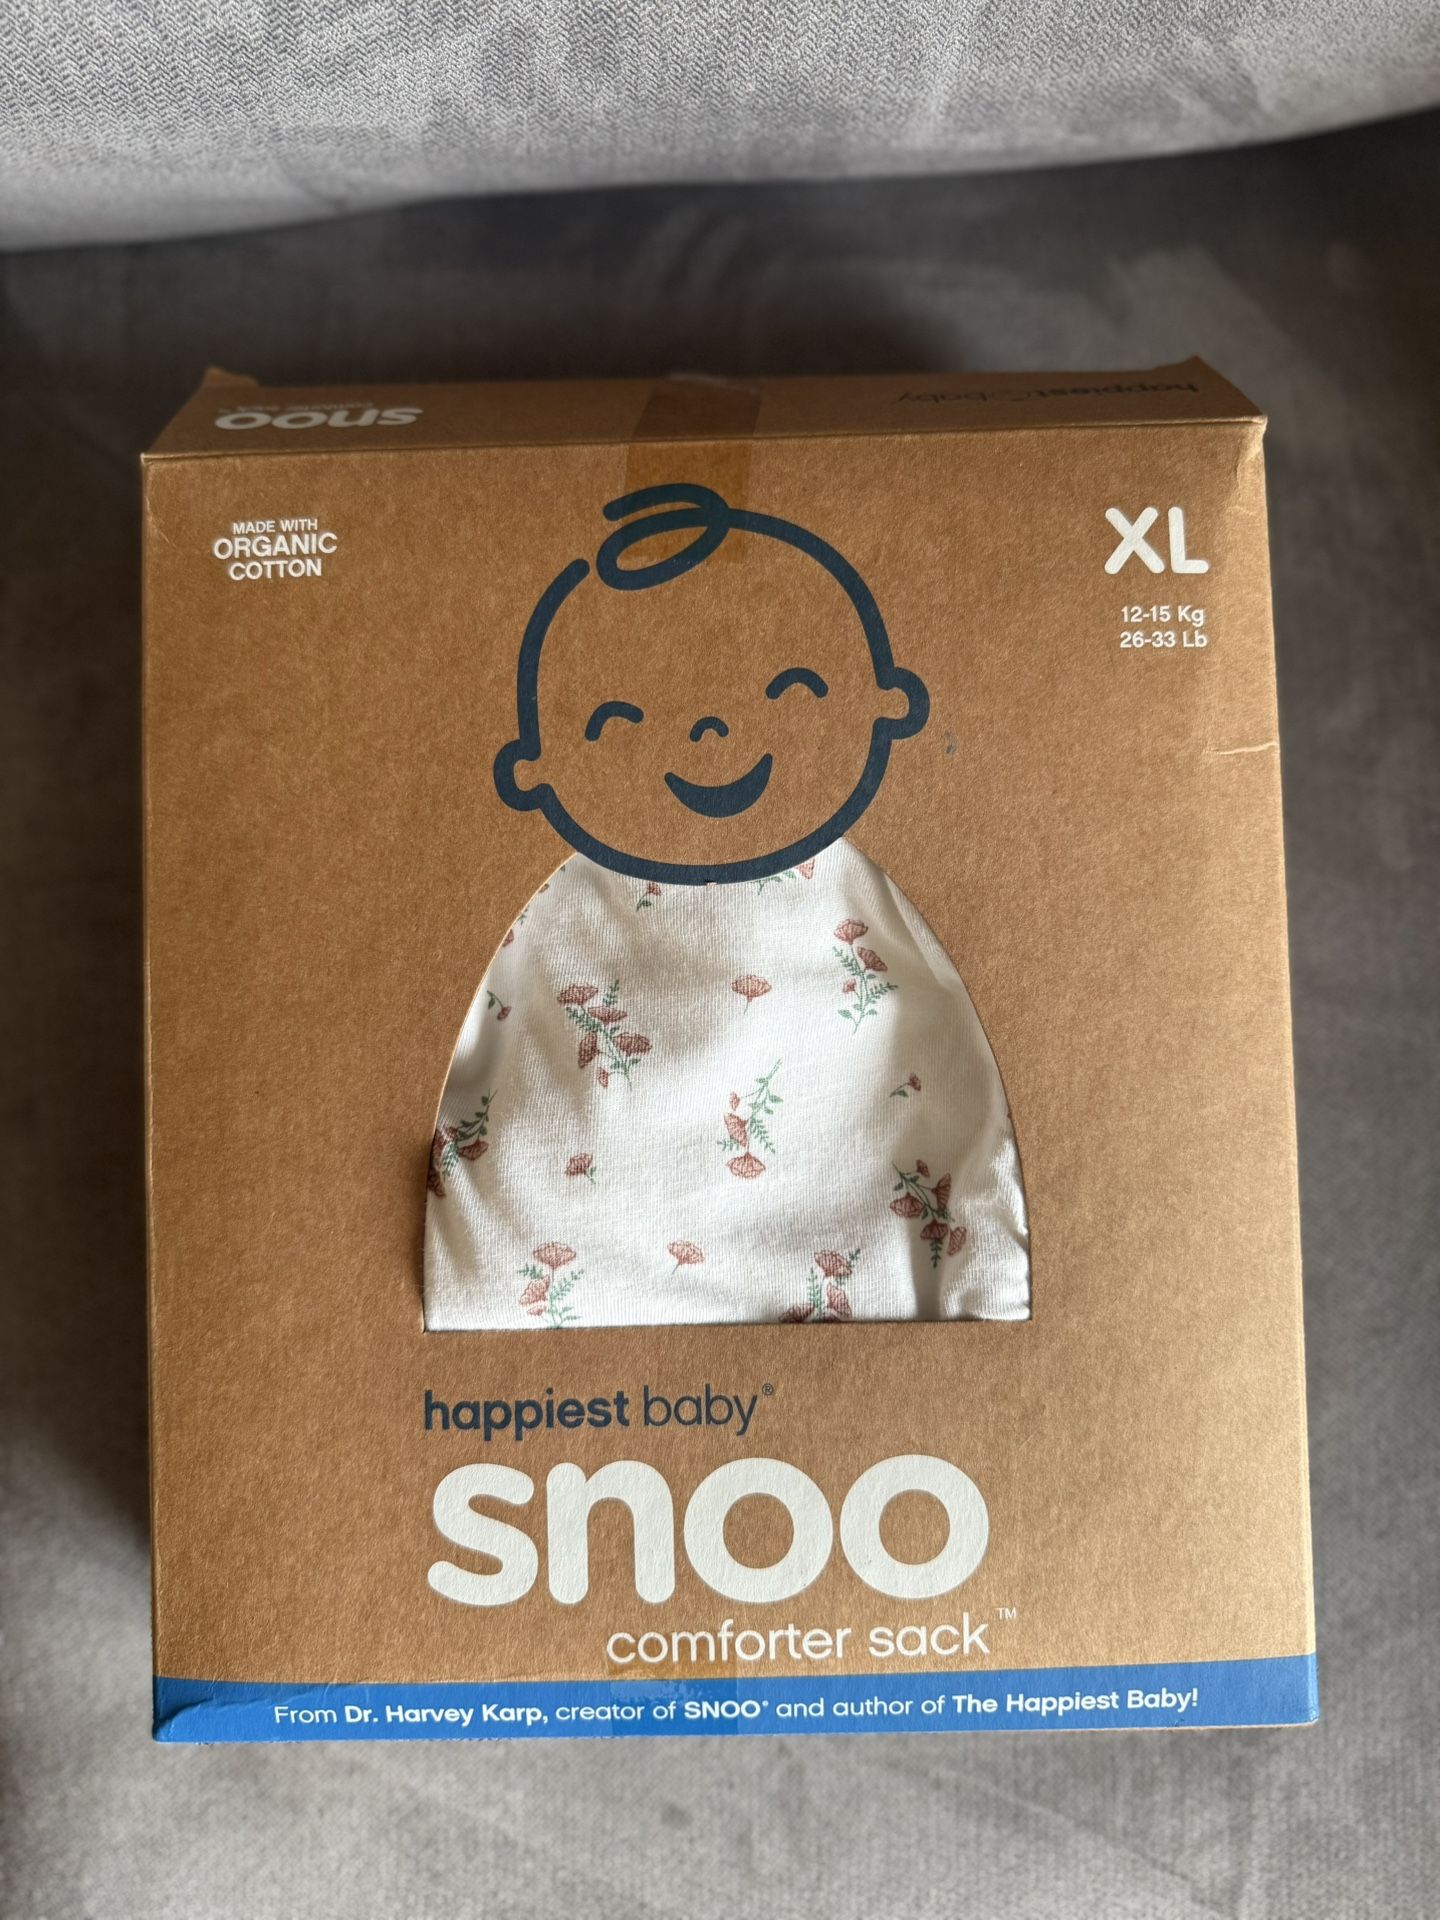 snoo
happiest baby
MADE WITH
ORGANIC
COTTON
XL
12-15 Kg
26-33 Lb
happiest baby®
snoo
comforter sack™
From Dr. Harvey Karp, creator of SNOO® and author of The Happiest Baby!